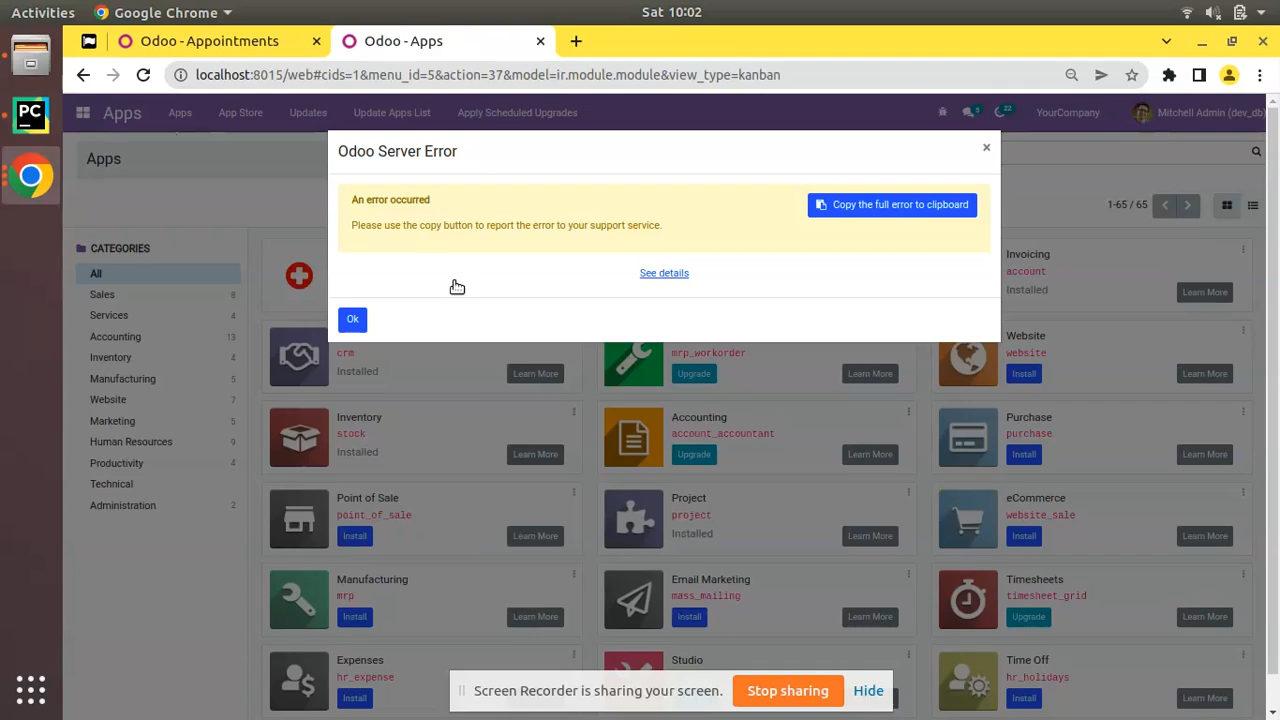 Activities
Google Chrome
Sat 10:02
Odoo - Appointments
Odoo - Apps
localhost:8015/web#cids=1&menu_id=5&action=37&model=ir.module.module&view_type=kanban
Apps
Apps
App Store
Updates
Update Apps List
Apply Scheduled Upgrades
5
22
YourCompany
Mitchell Admin (dev_db)
Apps
Odoo Server Error
×
An error occurred
Please use the copy button to report the error to your support service.
Copy the full error to clipboard
See details
Ok
1-65 / 65
CATEGORIES
All
Sales 8
Services 4
Accounting 13
Inventory 4
Manufacturing 5
Website 7
Marketing 5
Human Resources 9
Productivity 4
Technical
Administration 2
Invoicing
account
Installed
Learn More
crm
Installed
Learn More
mrp_workorder
Upgrade
Learn More
Website
website
Install
Learn More
Inventory
stock
Installed
Learn More
Accounting
account_accountant
Upgrade
Learn More
Purchase
purchase
Install
Learn More
Point of Sale
point_of_sale
Install
Learn More
Project
project
Installed
Learn More
eCommerce
website_sale
Install
Learn More
Manufacturing
mrp
Install
Learn More
Email Marketing
mass_mailing
Install
Learn More
Timesheets
timesheet_grid
Upgrade
Learn More
Expenses
hr_expense
Install
Studio
Time Off
hr_holidays
Install
Learn More
Screen Recorder is sharing your screen.
Stop sharing
Hide
PC